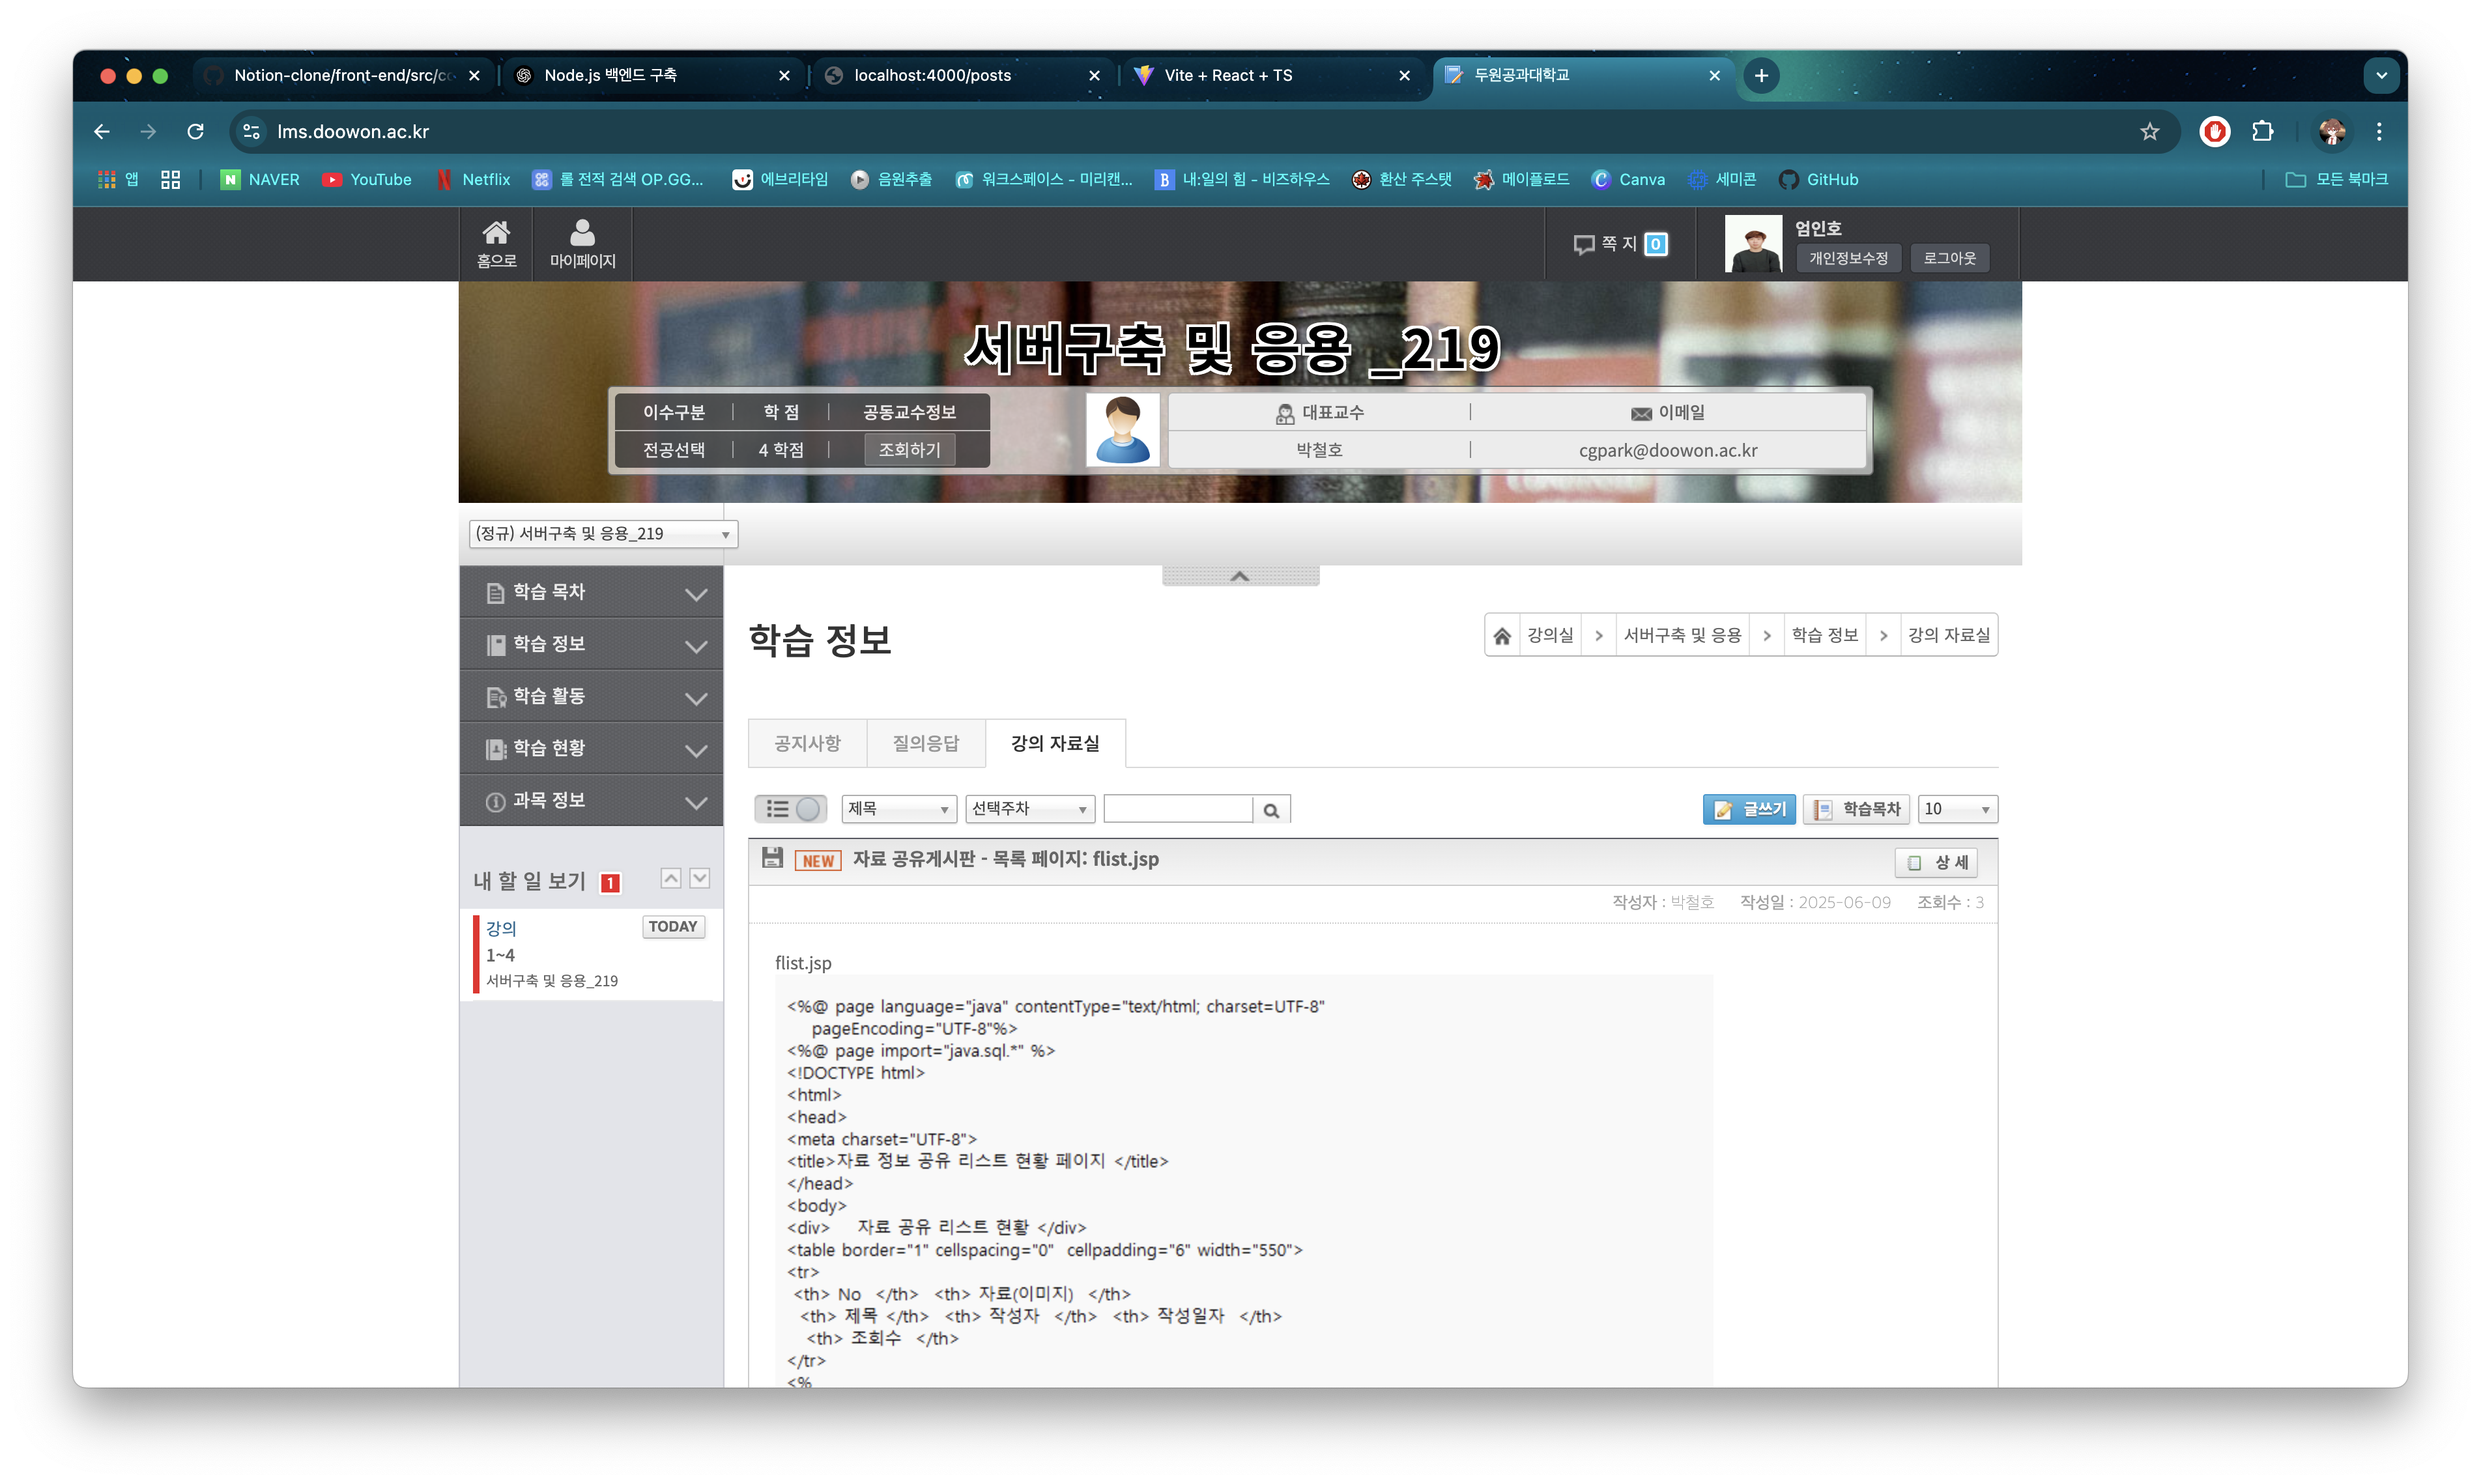 Notion-clone/front-end/src/co
Node.js 백엔드 구축
localhost:4000/posts
Vite + React + TS
두원공과대학교
lms.doowon.ac.kr
앱
NAVER
YouTube
Netflix
롤 전적 검색 OP.GG...
에브리타임
음원추출
워크스페이스 - 미리캔...
내:일의 힘 - 비즈하우스
환산 주스탯
메이플로드
Canva
세미콘
GitHub
모든 북마크
홈으로
마이페이지
쪽 지 0
엄인호
개인정보수정
로그아웃
서버구축 및 응용 _219
이수구분 | 학 점 | 공동교수정보
전공선택 | 4 학점 | 조회하기
대표교수 | 이메일
박철호 | cgpark@doowon.ac.kr
(정규) 서버구축 및 응용_219
학습 목차
학습 정보
학습 활동
학습 현황
과목 정보
내 할 일 보기 1
강의
TODAY
1~4
서버구축 및 응용_219
학습 정보
강의실 > 서버구축 및 응용 > 학습 정보 > 강의 자료실
공지사항
질의응답
강의 자료실
제목
선택주차
글쓰기
학습목차
10
NEW 자료 공유게시판 - 목록 페이지: flist.jsp
상 세
작성자 : 박철호 작성일 : 2025-06-09 조회수 : 3
flist.jsp
<%@ page language="java" contentType="text/html; charset=UTF-8"
pageEncoding="UTF-8"%>
<%@ page import="java.sql.*" %>
<!DOCTYPE html>
<html>
<head>
<meta charset="UTF-8">
<title>자료 정보 공유 리스트 현황 페이지 </title>
</head>
<body>
<div> 자료 공유 리스트 현황 </div>
<table border="1" cellspacing="0" cellpadding="6" width="550">
<tr>
<th> No </th> <th> 자료(이미지) </th>
<th> 제목 </th> <th> 작성자 </th> <th> 작성일자 </th>
<th> 조회수 </th>
</tr>
<%